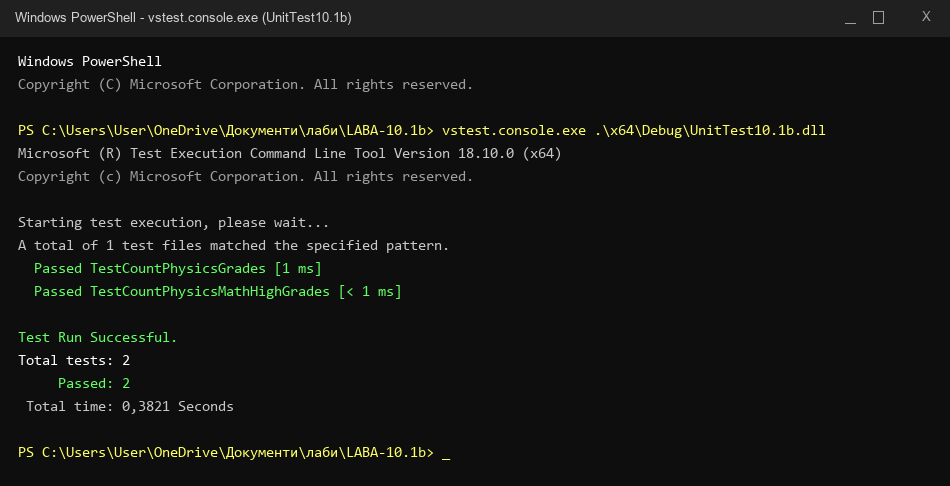 Windows PowerShell - vstest.console.exe (UnitTest10.1b)
Windows PowerShell
Copyright (C) Microsoft Corporation. All rights reserved.
PS C:\Users\User\OneDrive\Документи\лаби\LABA-10.1b> vstest.console.exe .\x64\Debug\UnitTest10.1b.dll
Microsoft (R) Test Execution Command Line Tool Version 18.10.0 (x64)
Copyright (c) Microsoft Corporation. All rights reserved.
Starting test execution, please wait...
A total of 1 test files matched the specified pattern.
  Passed TestCountPhysicsGrades [1 ms]
  Passed TestCountPhysicsMathHighGrades [< 1 ms]
Test Run Successful.
Total tests: 2
     Passed: 2
 Total time: 0,3821 Seconds
PS C:\Users\User\OneDrive\Документи\лаби\LABA-10.1b> _